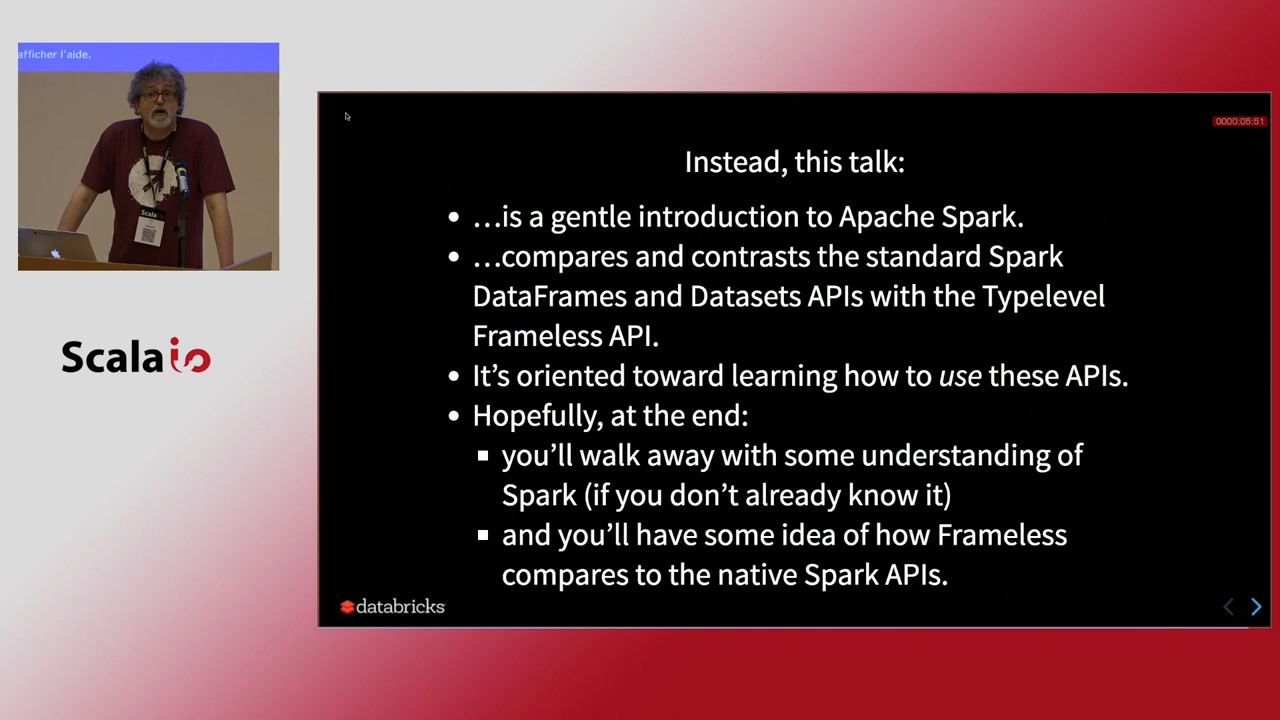 afficher l'aide.
Scala
Scala io
0000:05:51
Instead, this talk:
• …is a gentle introduction to Apache Spark.
• …compares and contrasts the standard Spark
DataFrames and Datasets APIs with the Typelevel
Frameless API.
• It's oriented toward learning how to use these APIs.
• Hopefully, at the end:
▪ you'll walk away with some understanding of
Spark (if you don't already know it)
▪ and you'll have some idea of how Frameless
compares to the native Spark APIs.
databricks